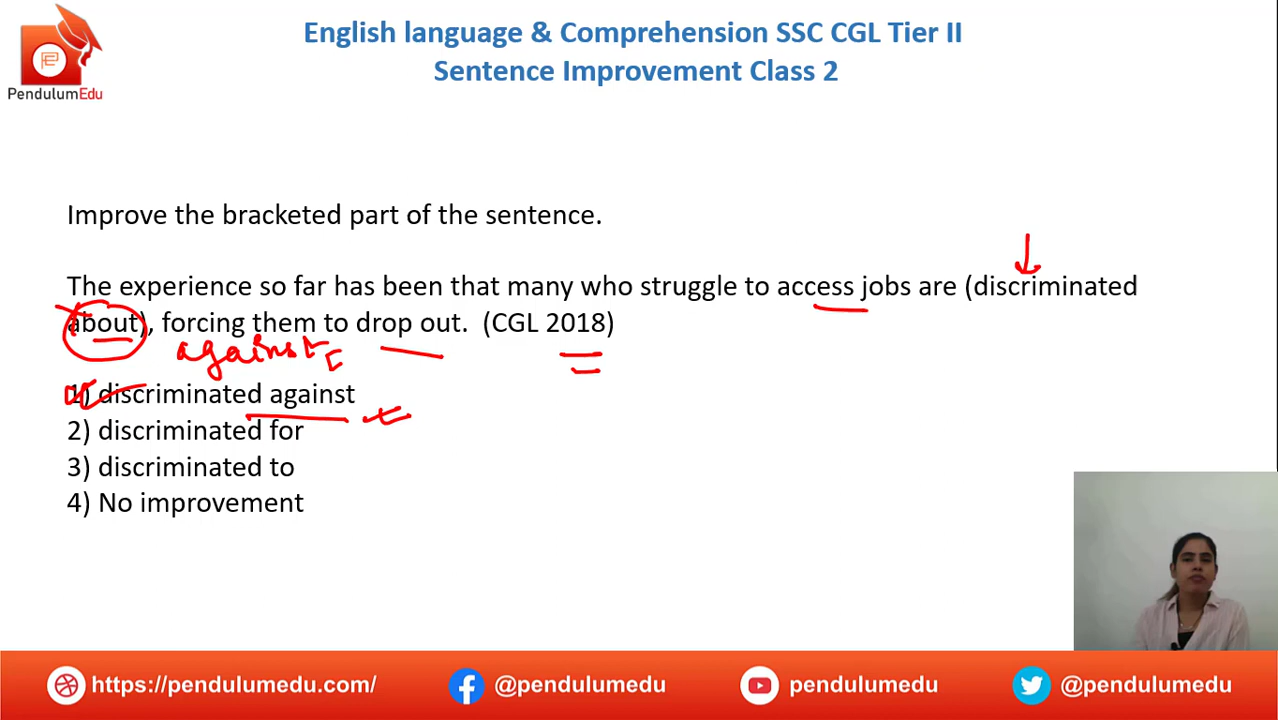 English language & Comprehension SSC CGL Tier II
Sentence Improvement Class 2
PendulumEdu
Improve the bracketed part of the sentence.
The experience so far has been that many who struggle to access jobs are (discriminated
about), forcing them to drop out. (CGL 2018)
against
1) discriminated against
2) discriminated for
3) discriminated to
4) No improvement
https://pendulumedu.com/ @pendulumedu pendulumedu @pendulumedu